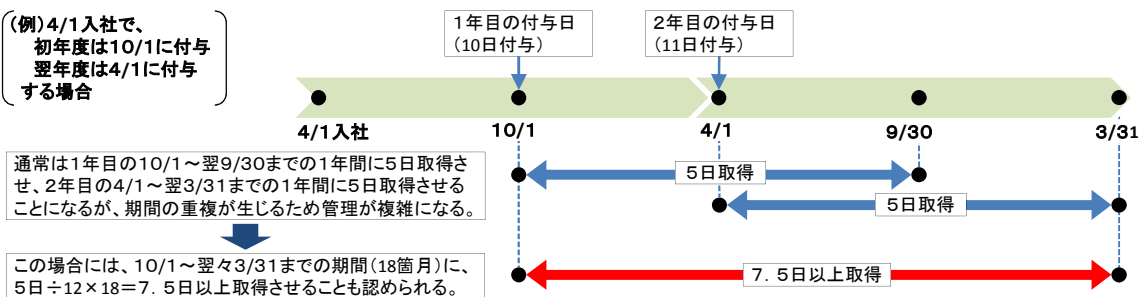 (例)4/1入社で、
初年度は10/1に付与
翌年度は4/1に付与
する場合
1年目の付与日
(10日付与)
2年目の付与日
(11日付与)
4/1入社
10/1
4/1
9/30
3/31
通常は1年目の10/1～翌9/30までの1年間に5日取得さ
せ、2年目の4/1～翌3/31までの1年間に5日取得させる
ことになるが、期間の重複が生じるため管理が複雑になる。
5日取得
5日取得
この場合には、10/1～翌々3/31までの期間(18箇月)に、
5日÷12×18=7.5日以上取得させることも認められる。
7.5日以上取得